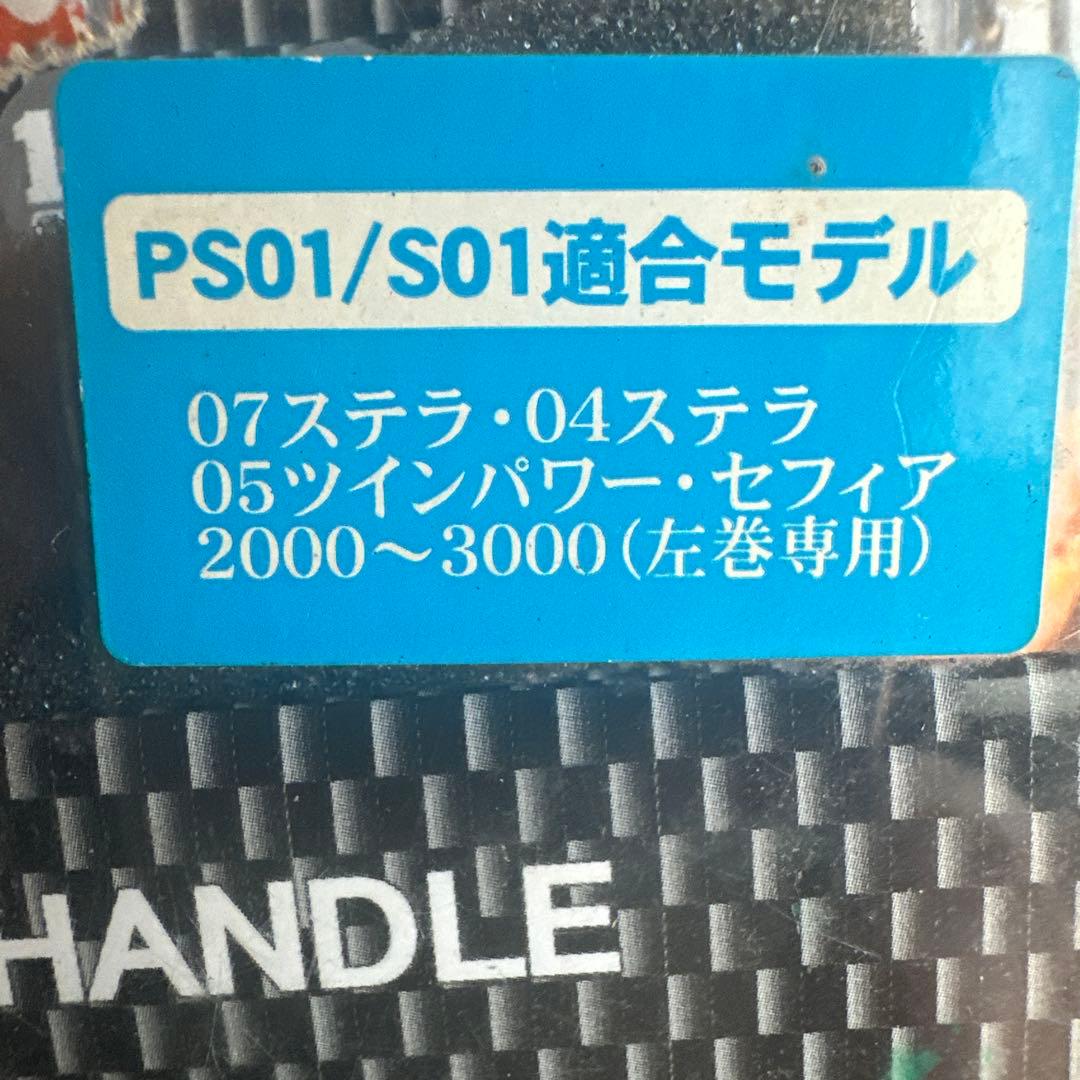 PS01/S01適合モデル
07ステラ・04ステラ
05ツインパワー・セフィア
2000～3000(左巻専用)
HANDLE